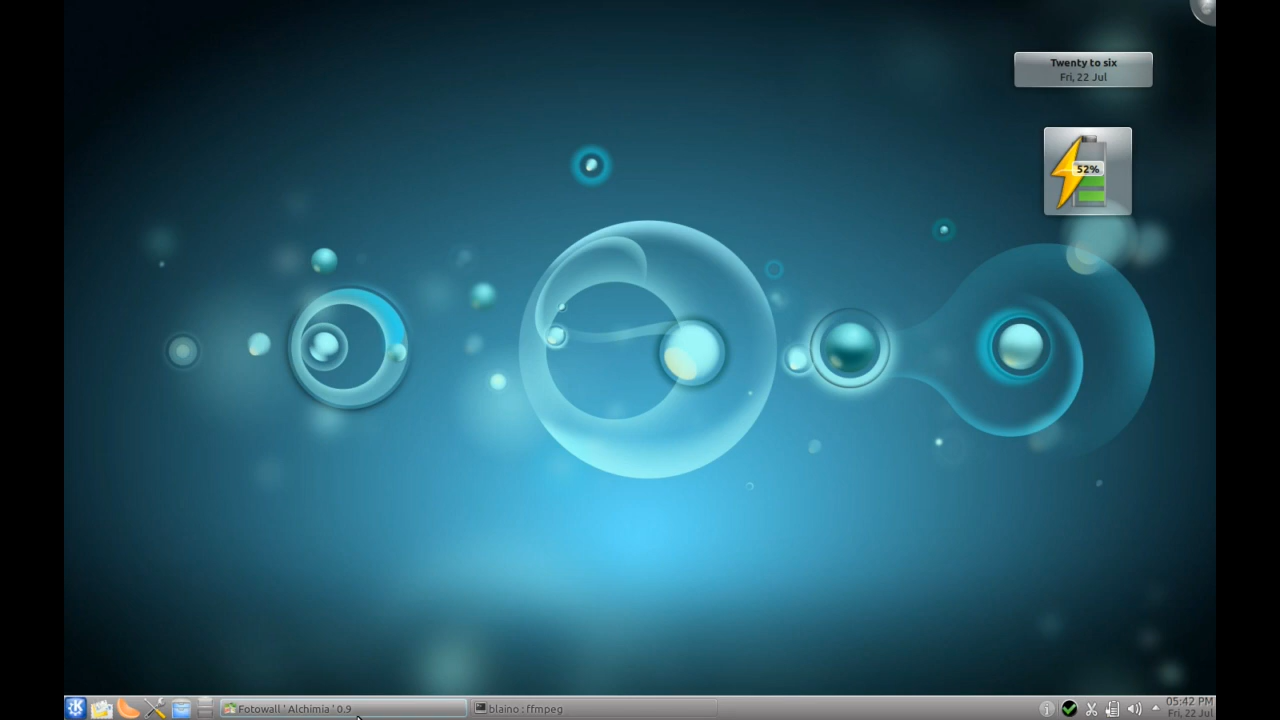 Twenty to six
Fri, 22 Jul
52%
Fotowall ' Alchimia ' 0.9
blaino : ffmpeg
05:42 PM
Fri, 22 Jul